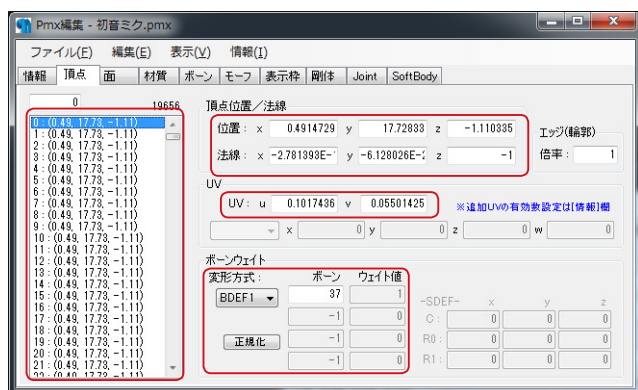 Pmx編集 - 初音ミク.pmx
ファイル(F) 編集(E) 表示(V) 情報(I)
情報 頂点 面 材質 ボーン モーフ 表示枠 剛体 Joint SoftBody
0 19656
0 : (0.49, 17.73, -1.11)
1 : (0.49, 17.73, -1.11)
2 : (0.49, 17.73, -1.11)
3 : (0.49, 17.73, -1.11)
4 : (0.49, 17.73, -1.11)
5 : (0.49, 17.73, -1.11)
6 : (0.49, 17.73, -1.11)
7 : (0.49, 17.73, -1.11)
8 : (0.49, 17.73, -1.11)
9 : (0.49, 17.73, -1.11)
10 : (0.49, 17.73, -1.11)
11 : (0.49, 17.73, -1.11)
12 : (0.49, 17.73, -1.11)
13 : (0.49, 17.73, -1.11)
14 : (0.49, 17.73, -1.11)
15 : (0.49, 17.73, -1.11)
16 : (0.49, 17.73, -1.11)
17 : (0.49, 17.73, -1.11)
18 : (0.49, 17.73, -1.11)
19 : (0.49, 17.73, -1.11)
20 : (0.49, 17.73, -1.11)
21 : (0.49, 17.73, -1.11)
頂点位置／法線
位置 : x 0.4914729 y 17.72833 z -1.110335
法線 : x -2.781393E- y -6.128026E- z -1
エッジ(輪郭)
倍率 : 1
UV
UV : u 0.1017436 v 0.05501425
※追加UVの有効数設定は[情報]欄
x 0 y 0 z 0 w 0
ボーンウェイト
変形方式 : ボーン ウェイト値
BDEF1 37 1
-1 0
正規化 -1 0
-1 0
-SDEF- x y z
C : 0 0 0
R0 : 0 0 0
R1 : 0 0 0